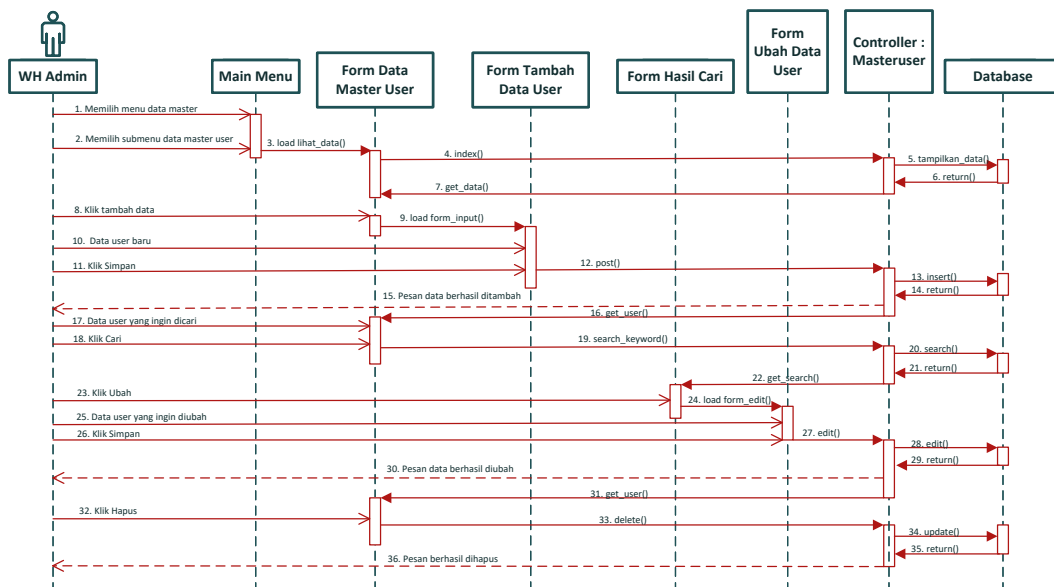 WH Admin
Main Menu
Form Data
Master User
Form Tambah
Data User
Form Hasil Cari
Form
Ubah Data
User
Controller :
Masteruser
Database
1. Memilih menu data master
2. Memilih submenu data master user
3. load lihat_data()
4. index()
5. tampilkan_data()
6. return()
7. get_data()
8. Klik tambah data
9. load form_input()
10. Data user baru
11. Klik Simpan
12. post()
13. insert()
14. return()
15. Pesan data berhasil ditambah
16. get_user()
17. Data user yang ingin dicari
18. Klik Cari
19. search_keyword()
20. search()
21. return()
22. get_search()
23. Klik Ubah
24. load form_edit()
25. Data user yang ingin diubah
26. Klik Simpan
27. edit()
28. edit()
29. return()
30. Pesan data berhasil diubah
31. get_user()
32. Klik Hapus
33. delete()
34. update()
35. return()
36. Pesan berhasil dihapus